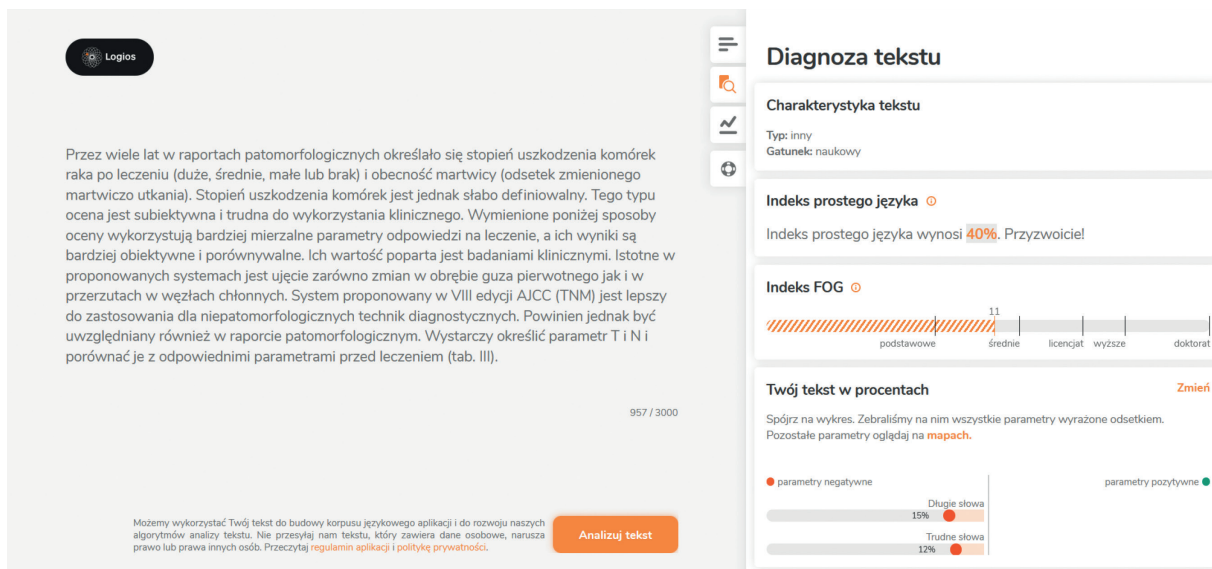 Logios
Przez wiele lat w raportach patomorfologicznych określało się stopień uszkodzenia komórek
raka po leczeniu (duże, średnie, małe lub brak) i obecność martwicy (odsetek zmienionego
martwiczo utkania). Stopień uszkodzenia komórek jest jednak słabo definiowalny. Tego typu
ocena jest subiektywna i trudna do wykorzystania klinicznego. Wymienione poniżej sposoby
oceny wykorzystują bardziej mierzalne parametry odpowiedzi na leczenie, a ich wyniki są
bardziej obiektywne i porównywalne. Ich wartość poparta jest badaniami klinicznymi. Istotne w
proponowanych systemach jest ujęcie zarówno zmian w obrębie guza pierwotnego jak i w
przerzutach w węzłach chłonnych. System proponowany w VIII edycji AJCC (TNM) jest lepszy
do zastosowania dla niepatomorfologicznych technik diagnostycznych. Powinien jednak być
uwzględniany również w raporcie patomorfologicznym. Wystarczy określić parametr T i N i
porównać je z odpowiednimi parametrami przed leczeniem (tab. III).
957 / 3000
Możemy wykorzystać Twój tekst do budowy korpusu językowego aplikacji i do rozwoju naszych
algorytmów analizy tekstu. Nie przesyłaj nam tekstu, który zawiera dane osobowe, narusza
prawo lub prawa innych osób. Przeczytaj regulamin aplikacji i politykę prywatności.
Analizuj tekst
Diagnoza tekstu
Charakterystyka tekstu
Typ: inny
Gatunek: naukowy
Indeks prostego języka
Indeks prostego języka wynosi 40%. Przyzwoicie!
Indeks FOG
11
podstawowe średnie licencjat wyższe doktorat
Twój tekst w procentach Zmień
Spójrz na wykres. Zebraliśmy na nim wszystkie parametry wyrażone odsetkiem.
Pozostałe parametry oglądaj na mapach.
parametry negatywne parametry pozytywne
Długie słowa
15%
Trudne słowa
12%